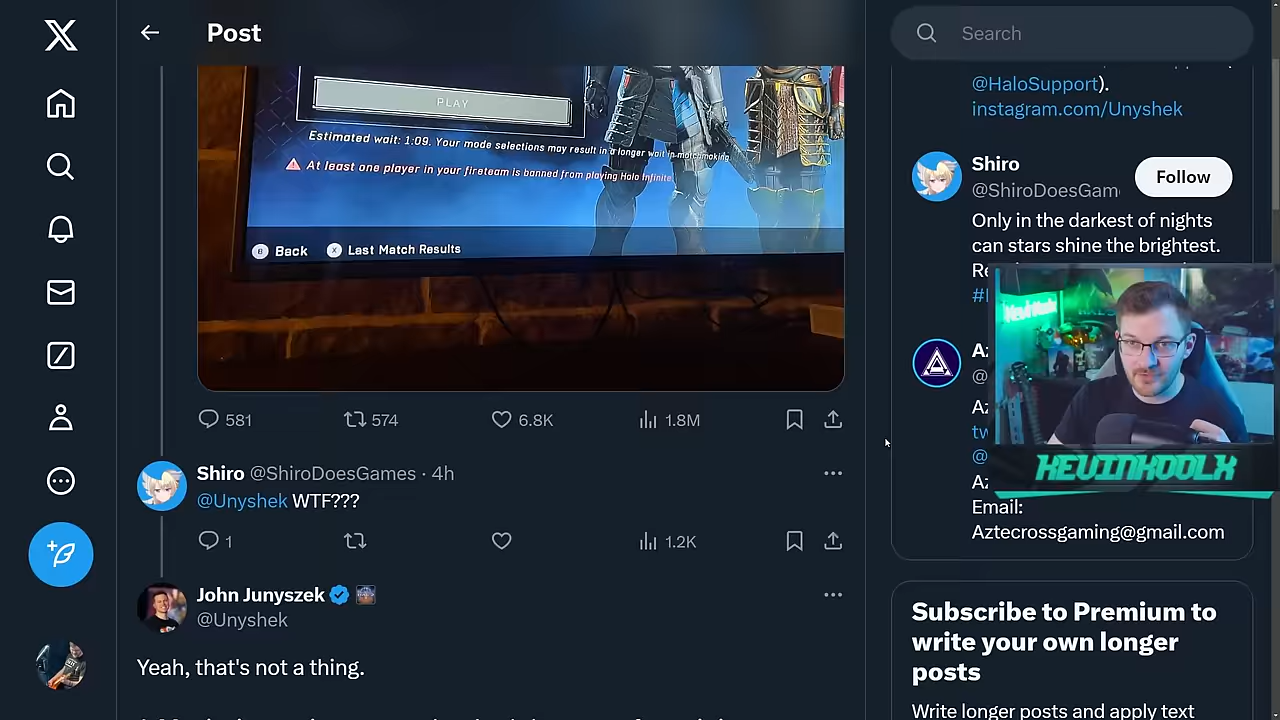 Post
PLAY
Estimated wait: 1:09. Your mode selections may result in a longer wait in matchmaking.
At least one player in your fireteam is banned from playing Halo Infinite.
Back
Last Match Results
581
574
6.8K
1.8M
Shiro @ShiroDoesGames · 4h
@Unyshek WTF???
1
1.2K
John Junyszek
@Unyshek
Yeah, that's not a thing.
Search
@HaloSupport).
instagram.com/Unyshek
Shiro
@ShiroDoesGam
Follow
Only in the darkest of nights
can stars shine the brightest.
Az
@
Az
tw
@
Az
KEVINKOOLX
Email:
Aztecrossgaming@gmail.com
Subscribe to Premium to
write your own longer
posts
Write longer posts and apply text